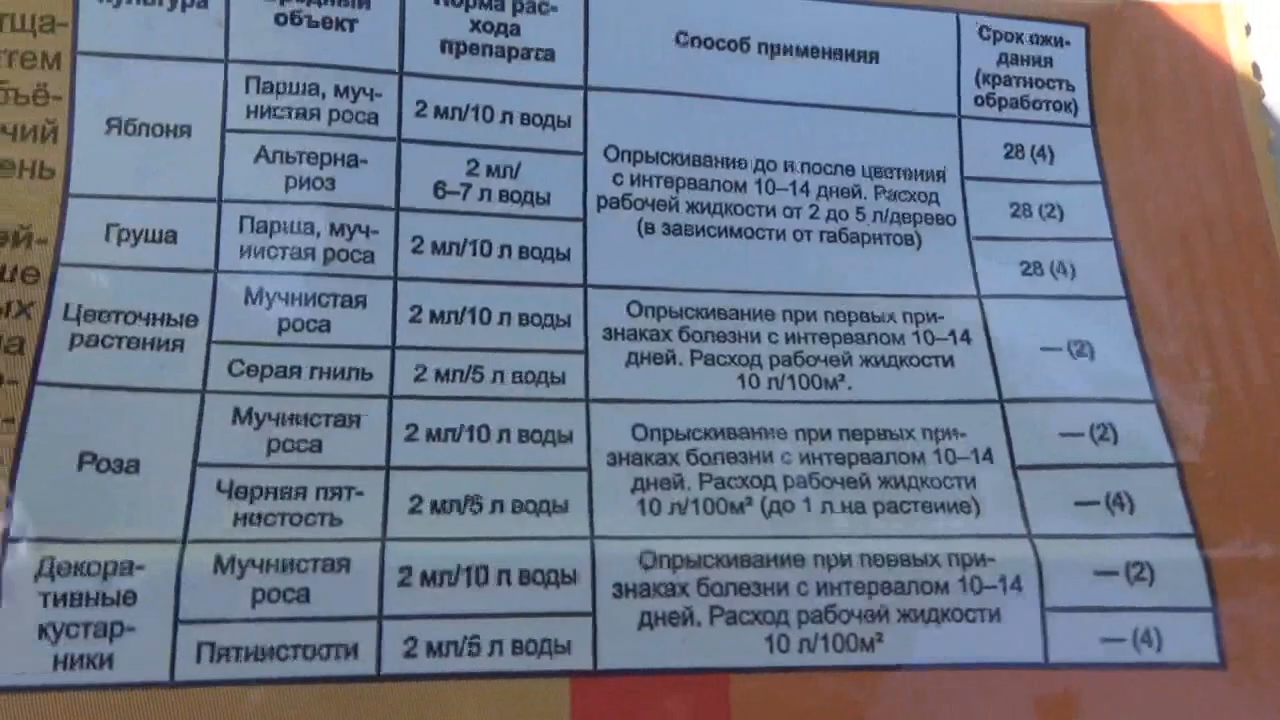 объект
хода
препарата
Способ применяя
Срок ожи-
дания
(кратность
обработок)
Яблоня
Парша, муч-
нистая роса
2 мл/10 л воды
Опрыскивание до и после цветения
с интервалом 10–14 дней. Расход
рабочей жидкости от 2 до 5 л/дерево
(в зависимости от габаритов)
28 (4)
Альтерна-
риоз
2 мл/
6–7 л воды
28 (2)
Груша
Парша, муч-
нистая роса
2 мл/10 л воды
28 (4)
Цветочные
растения
Мучнистая
роса
2 мл/10 л воды
Опрыскивание при первых при-
знаках болезни с интервалом 10–14
дней. Расход рабочей жидкости
10 л/100м².
— (2)
Серая гниль
2 мл/5 л воды
Роза
Мучнистая
роса
2 мл/10 л воды
Опрыскивание при первых при-
знаках болезни с интервалом 10–14
дней. Расход рабочей жидкости
10 л/100м² (до 1 л на растение)
— (2)
Черная пят-
нистость
2 мл/5 л воды
— (4)
Декора-
тивные
кустар-
ники
Мучнистая
роса
2 мл/10 л воды
Опрыскивание при первых при-
знаках болезни с интервалом 10–14
дней. Расход рабочей жидкости
10 л/100м²
— (2)
Пятнистости
2 мл/5 л воды
— (4)